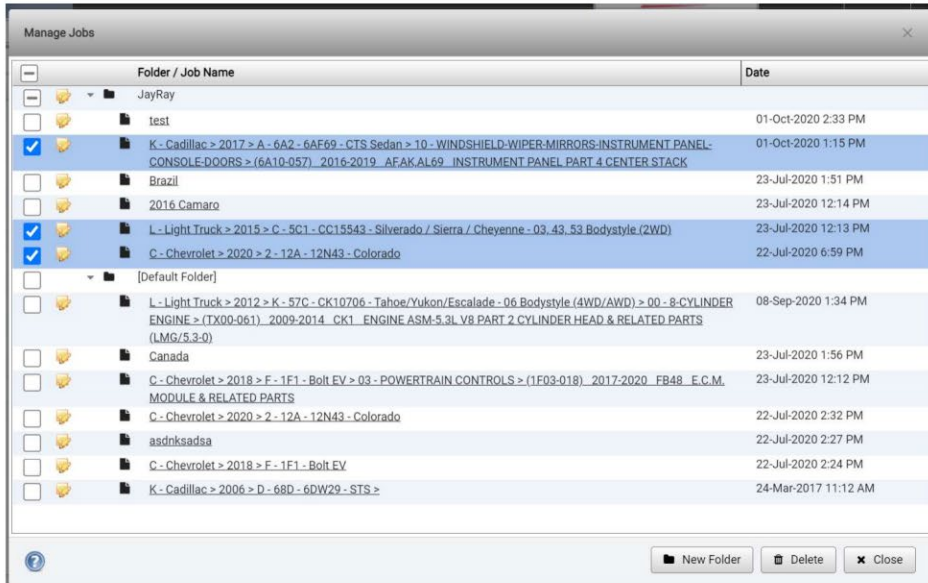 Manage Jobs
Folder / Job Name Date
JayRay
test 01-Oct-2020 2:33 PM
K - Cadillac > 2017 > A - 6A2 - 6AF69 - CTS Sedan > 10 - WINDSHIELD-WIPER-MIRRORS-INSTRUMENT PANEL- 01-Oct-2020 1:15 PM
CONSOLE-DOORS > (6A10-057) 2016-2019 AF,AK,AL69 INSTRUMENT PANEL PART 4 CENTER STACK
Brazil 23-Jul-2020 1:51 PM
2016 Camaro 23-Jul-2020 12:14 PM
L - Light Truck > 2015 > C - 5C1 - CC15543 - Silverado / Sierra / Cheyenne - 03, 43, 53 Bodystyle (2WD) 23-Jul-2020 12:13 PM
C - Chevrolet > 2020 > 2 - 12A - 12N43 - Colorado 22-Jul-2020 6:59 PM
[Default Folder]
L - Light Truck > 2012 > K - 57C - CK10706 - Tahoe/Yukon/Escalade - 06 Bodystyle (4WD/AWD) > 00 - 8-CYLINDER 08-Sep-2020 1:34 PM
ENGINE > (TX00-061) 2009-2014 CK1 ENGINE ASM-5.3L V8 PART 2 CYLINDER HEAD & RELATED PARTS
(LMG/5.3-0)
Canada 23-Jul-2020 1:56 PM
C - Chevrolet > 2018 > F - 1F1 - Bolt EV > 03 - POWERTRAIN CONTROLS > (1F03-018) 2017-2020 FB48 E.C.M. 23-Jul-2020 12:12 PM
MODULE & RELATED PARTS
C - Chevrolet > 2020 > 2 - 12A - 12N43 - Colorado 22-Jul-2020 2:32 PM
asdnksadsa 22-Jul-2020 2:27 PM
C - Chevrolet > 2018 > F - 1F1 - Bolt EV 22-Jul-2020 2:24 PM
K - Cadillac > 2006 > D - 68D - 6DW29 - STS > 24-Mar-2017 11:12 AM
New Folder Delete Close